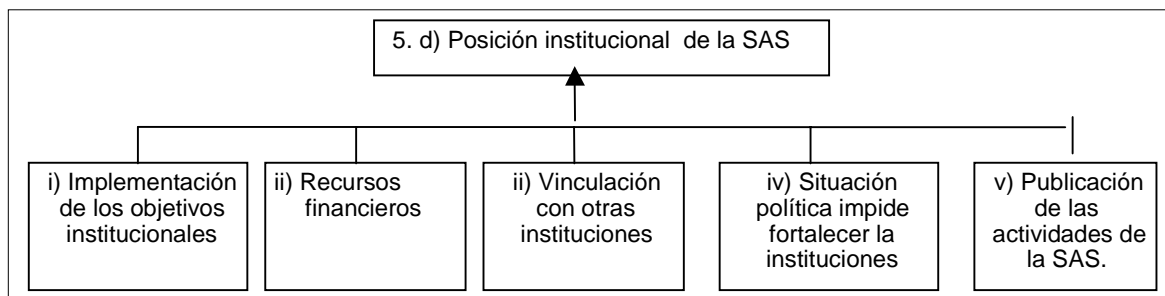 5. d) Posición institucional de la SAS
i) Implementación
de los objetivos
institucionales
ii) Recursos
financieros
ii) Vinculación
con otras
instituciones
iv) Situación
política impide
fortalecer la
instituciones
v) Publicación
de las
actividades de
la SAS.